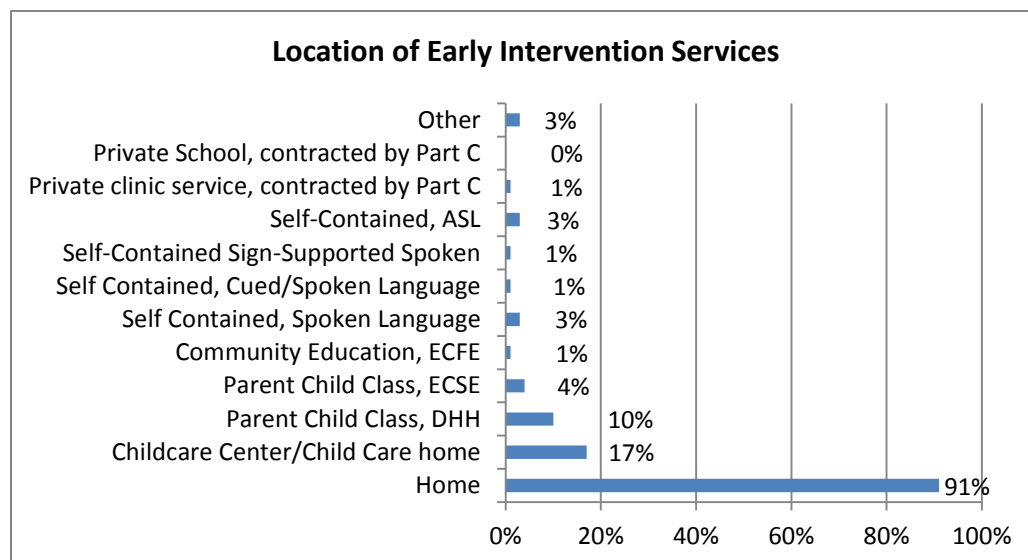 Location of Early Intervention Services
Other 3%
Private School, contracted by Part C 0%
Private clinic service, contracted by Part C 1%
Self-Contained, ASL 3%
Self-Contained Sign-Supported Spoken 1%
Self Contained, Cued/Spoken Language 1%
Self Contained, Spoken Language 3%
Community Education, ECFE 1%
Parent Child Class, ECSE 4%
Parent Child Class, DHH 10%
Childcare Center/Child Care home 17%
Home 91%
0% 20% 40% 60% 80% 100%